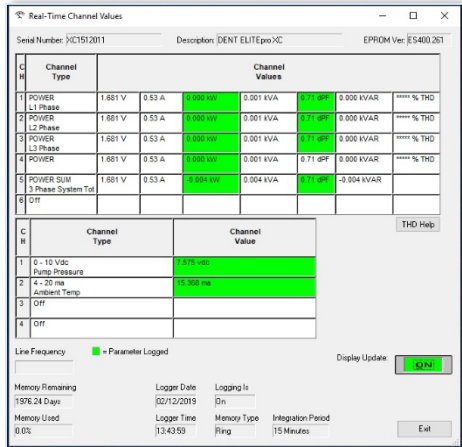 Real-Time Channel Values
Serial Number: XC1512011 Description: DENT ELITEpro XC EPROM Ver: ES400.261
CH Channel Type Channel Values
1 POWER 1.681 V 0.53 A 0.000 kW 0.001 kVA 0.71 dPF 0.000 kVAR ***** % THD
L1 Phase
2 POWER 1.681 V 0.53 A 0.000 kW 0.001 kVA 0.71 dPF 0.000 kVAR ***** % THD
L2 Phase
3 POWER 1.681 V 0.53 A 0.000 kW 0.001 kVA 0.71 dPF 0.000 kVAR ***** % THD
L3 Phase
4 POWER 1.681 V 0.53 A 0.000 kW 0.001 kVA 0.71 dPF 0.000 kVAR ***** % THD
5 POWER SUM 1.681 V 0.53 A -0.004 kW 0.004 kVA 0.71 dPF -0.004 kVAR
3 Phase System Tot
6 Off
THD Help
CH Channel Type Channel Value
1 0 - 10 Vdc 7.575 vdc
Pump Pressure
2 4 - 20 ma 15.368 ma
Ambient Temp
3 Off
4 Off
Line Frequency = Parameter Logged
Display Update: ON
Memory Remaining Logger Date Logging Is
1976.24 Days 02/12/2019 On
Memory Used Logger Time Memory Type Integration Period
0.0% 13:43:59 Ring 15 Minutes
Exit